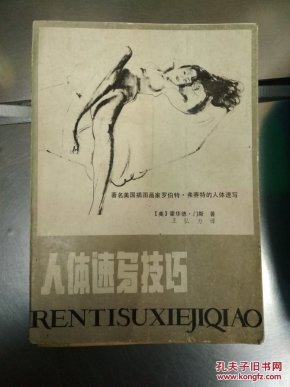 著名美国插图画家罗伯特·弗赛特的人体速写
【美】霍华德·门斯 著
王弘力 译
人体速写技巧
RENTISUXIEJIQIAO
孔夫子旧书网